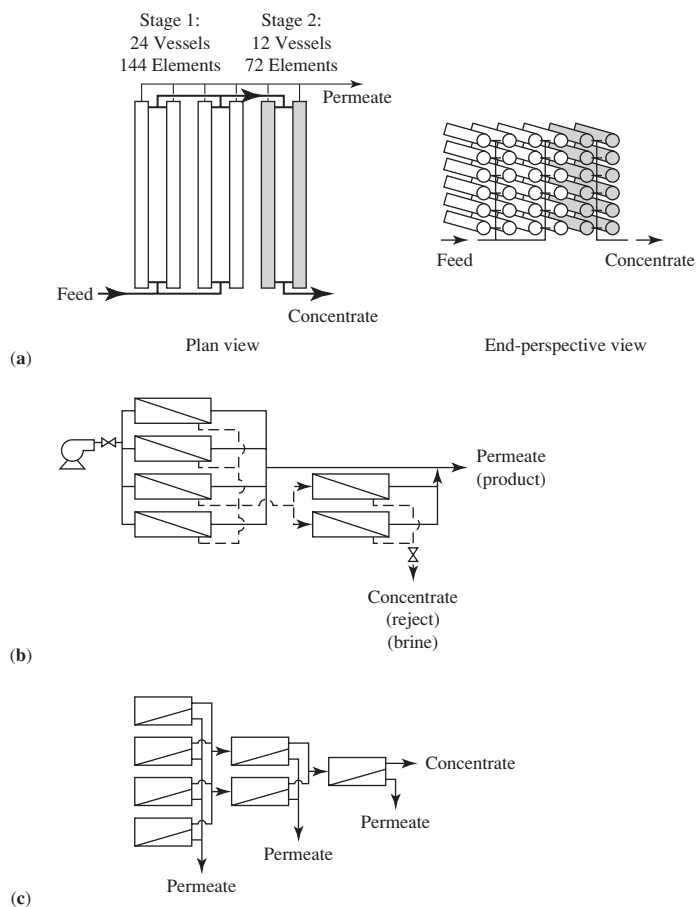 Stage 1:
24 Vessels
144 Elements
Stage 2:
12 Vessels
72 Elements
Permeate
Feed
Concentrate
Plan view
Feed
Concentrate
End-perspective view
(a)
Permeate
(product)
Concentrate
(reject)
(brine)
(b)
Concentrate
Permeate
Permeate
Permeate
(c)